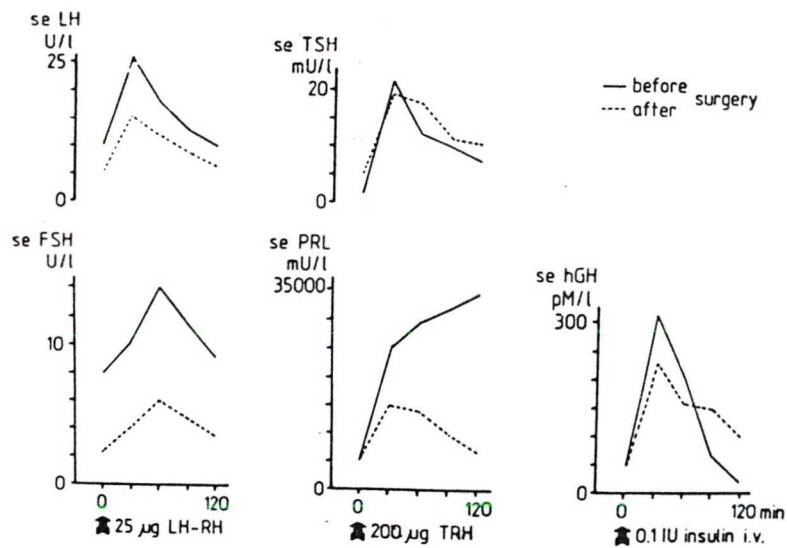 se LH
U/l
25
0
se TSH
mU/l
20
0
before
after surgery
se FSH
U/l
10
0
0 120
25 µg LH-RH
se PRL
mU/l
35000
0
0 120
200 µg TRH
se hGH
pM/l
300
0
0 120 min
0.1 IU insulin i.v.